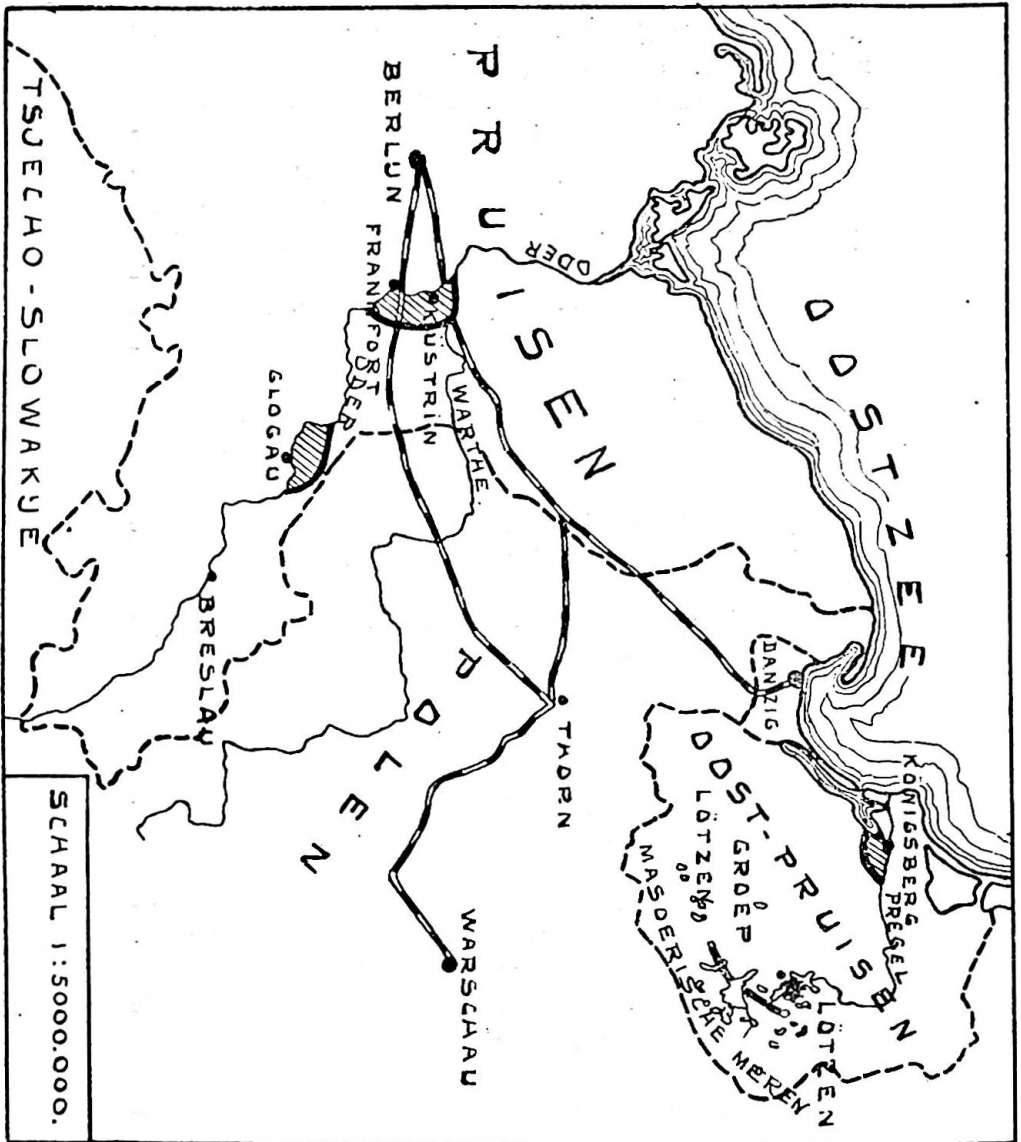 OOSTZEE
PRUISEN
ODER
BERLIJN
FRANKFORT
KÜSTRIN
WARTHE
ODER
GLOGAU
BRESLAU
TSJECHO-SLOWAKIJE
POLEN
THORN
WARSCHAU
DANZIG
KÖNIGSBERG
PREGEL
OOST-PRUISEN
GROEP
LÖTZEN
LÖTZEN
MASOERISCHE MEREN
SCHAAL 1:5000.000.